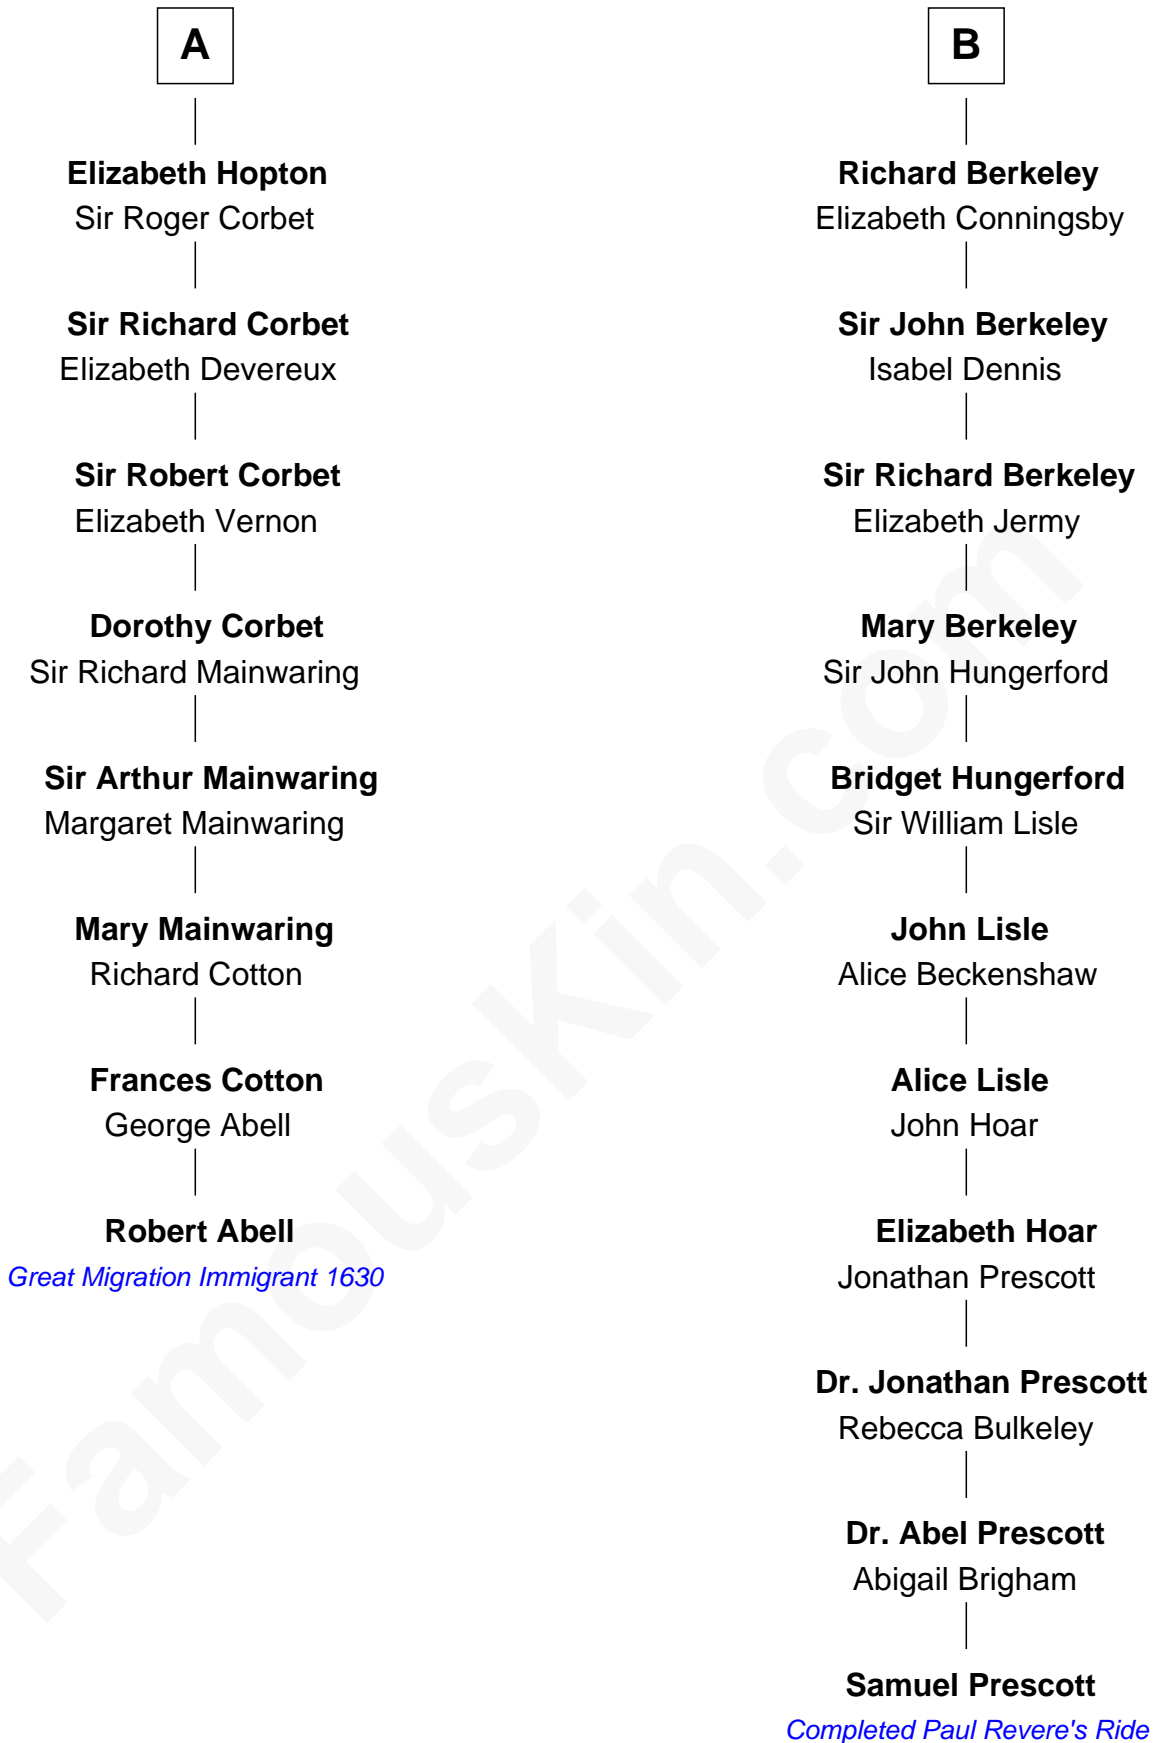 A
Elizabeth Hopton
Sir Roger Corbet
Sir Richard Corbet
Elizabeth Devereux
Sir Robert Corbet
Elizabeth Vernon
Dorothy Corbet
Sir Richard Mainwaring
Sir Arthur Mainwaring
Margaret Mainwaring
Mary Mainwaring
Richard Cotton
Frances Cotton
George Abell
Robert Abell
Great Migration Immigrant 1630
B
Richard Berkeley
Elizabeth Conningsby
Sir John Berkeley
Isabel Dennis
Sir Richard Berkeley
Elizabeth Jermy
Mary Berkeley
Sir John Hungerford
Bridget Hungerford
Sir William Lisle
John Lisle
Alice Beckenshaw
Alice Lisle
John Hoar
Elizabeth Hoar
Jonathan Prescott
Dr. Jonathan Prescott
Rebecca Bulkeley
Dr. Abel Prescott
Abigail Brigham
Samuel Prescott
Completed Paul Revere's Ride
FamousKin.com